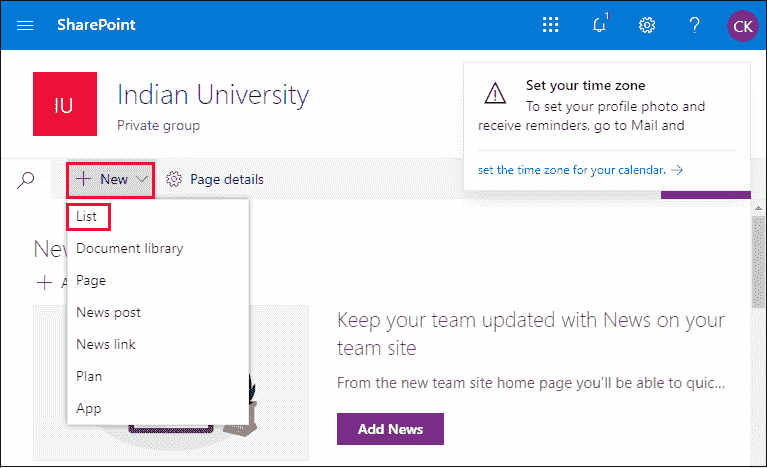 SharePoint
1
CK
IU
Indian University
Private group
Set your time zone
To set your profile photo and
receive reminders, go to Mail and
set the time zone for your calendar.
New
Page details
List
Document library
Page
News post
News link
Plan
App
Keep your team updated with News on your
team site
From the new team site home page you'll be able to quic...
Add News